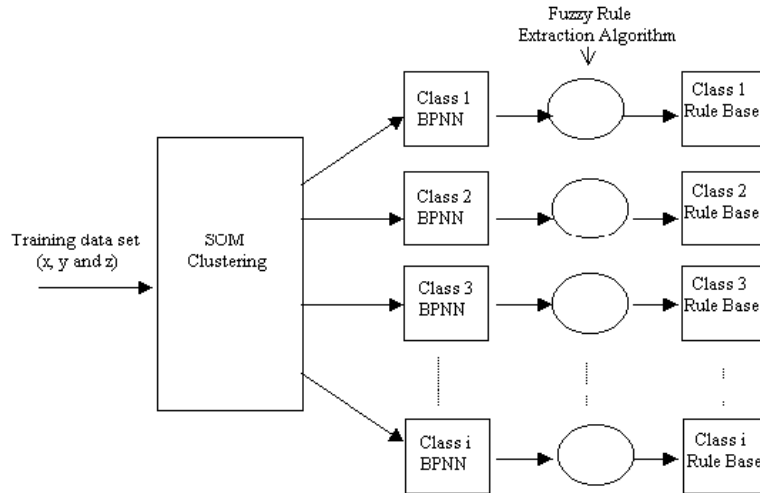 Fuzzy Rule
Extraction Algorithm
Class 1
BPNN
Class 1
Rule Base
Class 2
BPNN
Class 2
Rule Base
Training data set
(x, y and z)
SOM
Clustering
Class 3
BPNN
Class 3
Rule Base
Class i
BPNN
Class i
Rule Base